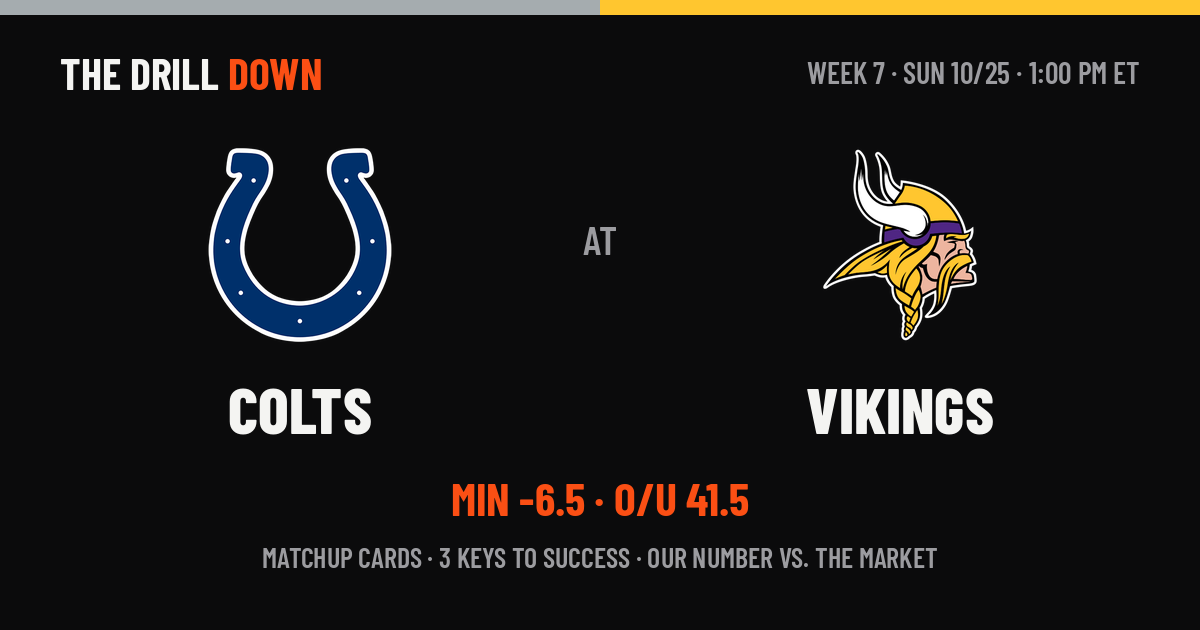 THE DRILL DOWN
WEEK 7 · SUN 10/25 · 1:00 PM ET
AT
COLTS
VIKINGS
MIN -6.5 · O/U 41.5
MATCHUP CARDS · 3 KEYS TO SUCCESS · OUR NUMBER VS. THE MARKET